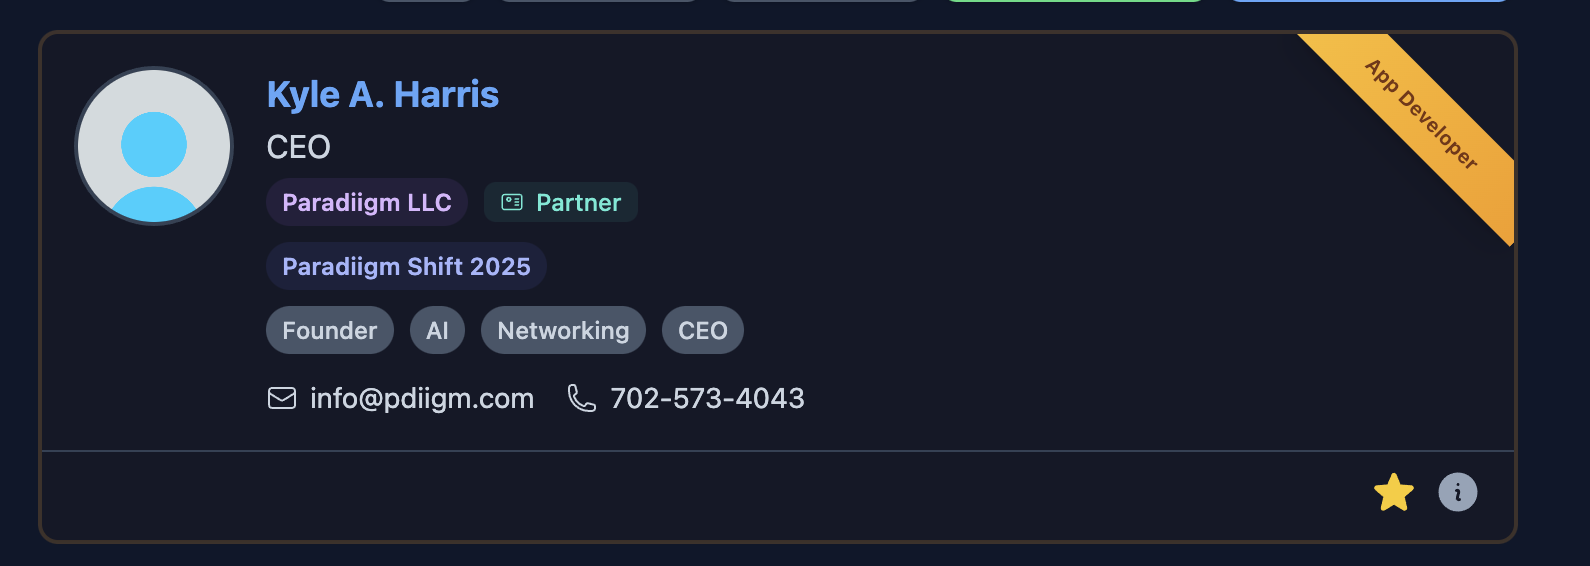 Kyle A. Harris
CEO
Paradiigm LLC Partner
Paradiigm Shift 2025
Founder AI Networking CEO
info@pdiigm.com 702-573-4043
App Developer